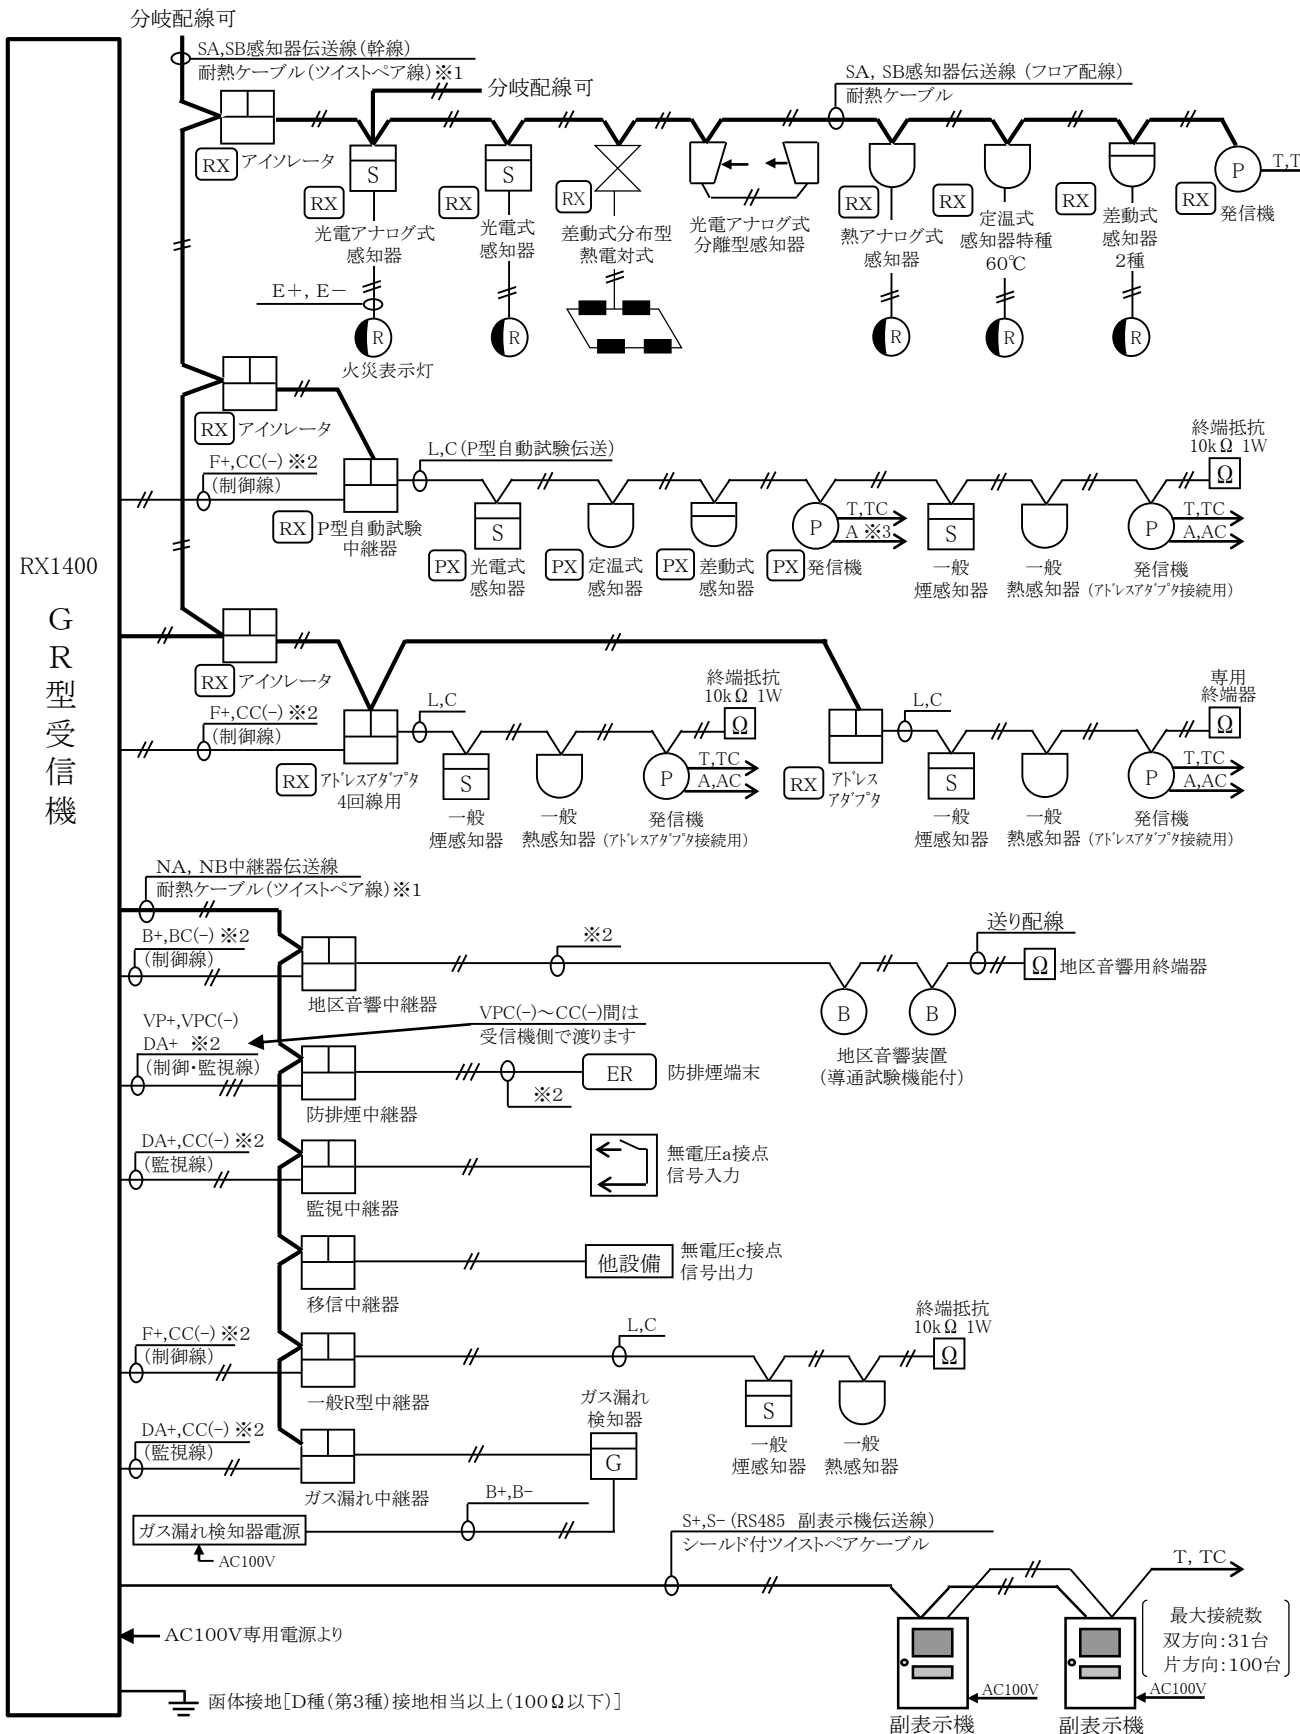 分岐配線可
SA,SB感知器伝送線(幹線)
耐熱ケーブル(ツイストペア線)※1
分岐配線可
SA, SB感知器伝送線 (フロア配線)
耐熱ケーブル
RX アイソレータ
S
RX
光電アナログ式
感知器
S
RX
光電式
感知器
RX
差動式分布型
熱電対式
光電アナログ式
分離型感知器
RX
熱アナログ式
感知器
RX
定温式
感知器特種
60℃
RX
差動式
感知器
2種
P
T,T
RX 発信機
E+, E−
R
R
R
R
R
火災表示灯
RX アイソレータ
F+,CC(-) ※2
(制御線)
L,C (P型自動試験伝送)
終端抵抗
10kΩ 1W
Ω
RX P型自動試験
中継器
S
PX 光電式
感知器
PX 定温式
感知器
PX 差動式
感知器
P
T,TC
A ※3
PX 発信機
S
一般
煙感知器
一般
熱感知器
P
T,TC
A,AC
発信機
(アドレスアダプタ接続用)
RX1400
GR型受信機
RX アイソレータ
F+,CC(-) ※2
(制御線)
L,C
終端抵抗
10kΩ 1W
Ω
RX アドレスアダプタ
4回線用
S
一般
煙感知器
一般
熱感知器
P
T,TC
A,AC
発信機
(アドレスアダプタ接続用)
RX アドレス
アダプタ
L,C
専用
終端器
Ω
S
一般
煙感知器
一般
熱感知器
P
T,TC
A,AC
発信機
(アドレスアダプタ接続用)
NA, NB中継器伝送線
耐熱ケーブル(ツイストペア線)※1
B+,BC(-) ※2
(制御線)
地区音響中継器
※2
送り配線
Ω 地区音響用終端器
B
B
地区音響装置
(導通試験機能付)
VP+,VPC(-)
DA+ ※2
(制御・監視線)
VPC(-)～CC(-)間は
受信機側で渡ります
防排煙中継器
※2
ER 防排煙端末
DA+,CC(-) ※2
(監視線)
監視中継器
無電圧a接点
信号入力
移信中継器
他設備
無電圧c接点
信号出力
F+,CC(-) ※2
(制御線)
一般R型中継器
L,C
終端抵抗
10kΩ 1W
Ω
S
一般
煙感知器
一般
熱感知器
DA+,CC(-) ※2
(監視線)
ガス漏れ中継器
ガス漏れ
検知器
G
B+,B-
ガス漏れ検知器電源
AC100V
S+,S- (RS485 副表示機伝送線)
シールド付ツイストペアケーブル
T, TC
最大接続数
双方向：31台
片方向：100台
AC100V
AC100V
副表示機
副表示機
AC100V専用電源より
函体接地[D種(第3種)接地相当以上(100Ω以下)]